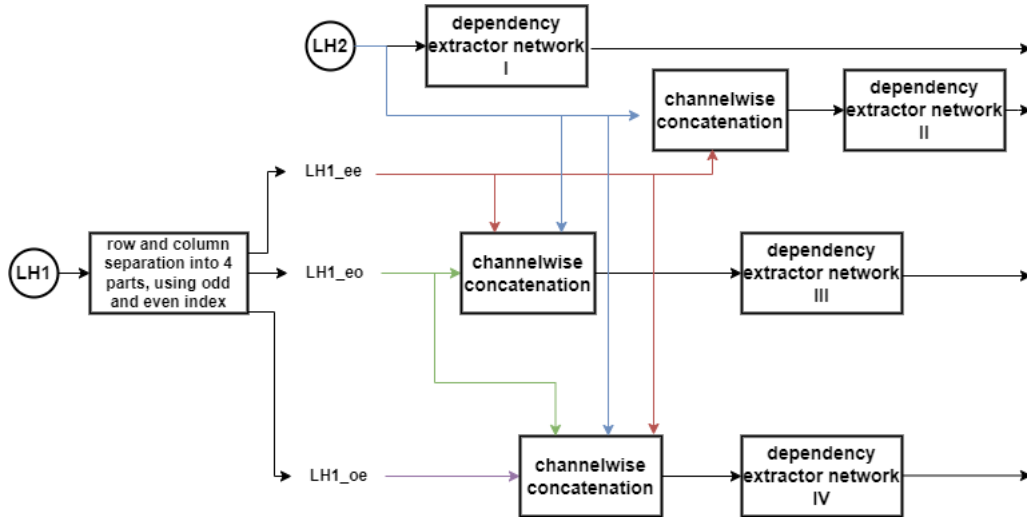 LH2
dependency
extractor network
I
channelwise
concatenation
dependency
extractor network
II
LH1_ee
LH1
row and column
separation into 4
parts, using odd
and even index
LH1_eo
channelwise
concatenation
dependency
extractor network
III
LH1_oe
channelwise
concatenation
dependency
extractor network
IV